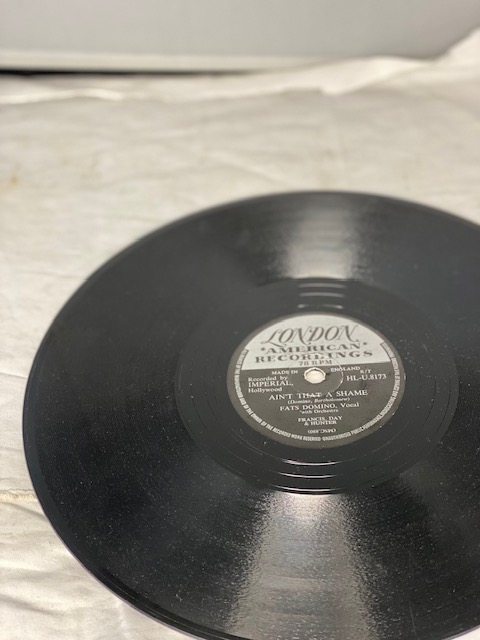 LONDON
AMERICAN
RECORDINGS
78 RPM
MADE IN ENGLAND
Recorded by
IMPERIAL,
Hollywood
HL-U.8173
AIN'T THAT A SHAME
(Domino, Bartholomew)
FATS DOMINO, Vocal
with Orchestra
FRANCIS, DAY
& HUNTER